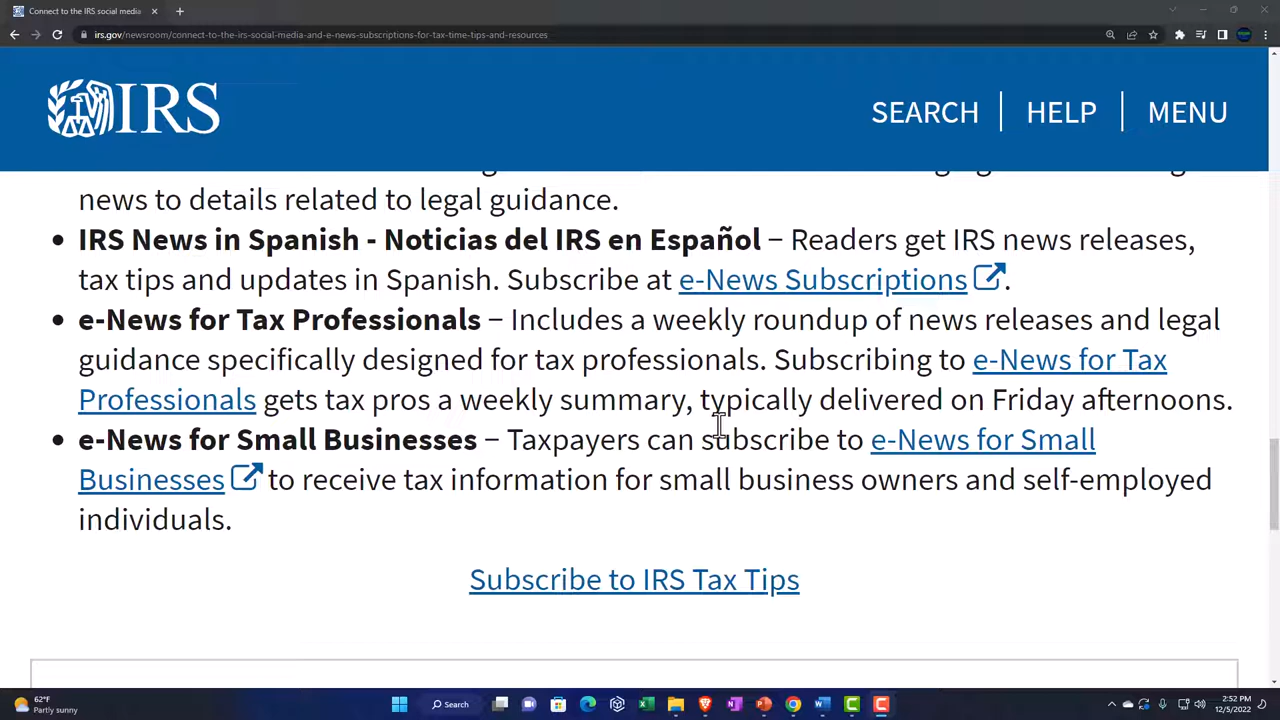 Connect to the IRS social media
irs.gov/newsroom/connect-to-the-irs-social-media-and-e-news-subscriptions-for-tax-time-tips-and-resources
IRS
SEARCH
HELP
MENU
news to details related to legal guidance.
• IRS News in Spanish - Noticias del IRS en Español – Readers get IRS news releases,
tax tips and updates in Spanish. Subscribe at e-News Subscriptions.
• e-News for Tax Professionals – Includes a weekly roundup of news releases and legal
guidance specifically designed for tax professionals. Subscribing to e-News for Tax
Professionals gets tax pros a weekly summary, typically delivered on Friday afternoons.
• e-News for Small Businesses – Taxpayers can subscribe to e-News for Small
Businesses to receive tax information for small business owners and self-employed
individuals.
Subscribe to IRS Tax Tips
62°F
Partly sunny
Search
2:52 PM
12/5/2022